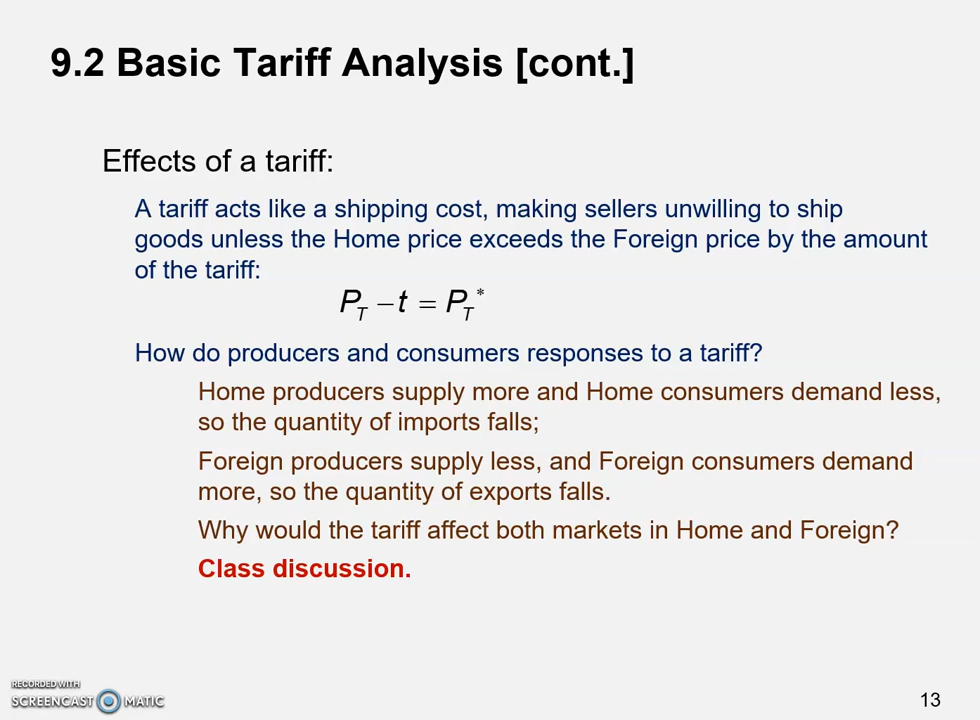 9.2 Basic Tariff Analysis [cont.]
Effects of a tariff:
A tariff acts like a shipping cost, making sellers unwilling to ship
goods unless the Home price exceeds the Foreign price by the amount
of the tariff:
P_T – t = P_T*
How do producers and consumers responses to a tariff?
Home producers supply more and Home consumers demand less,
so the quantity of imports falls;
Foreign producers supply less, and Foreign consumers demand
more, so the quantity of exports falls.
Why would the tariff affect both markets in Home and Foreign?
Class discussion.
RECORDED WITH
SCREENCAST MATIC
13